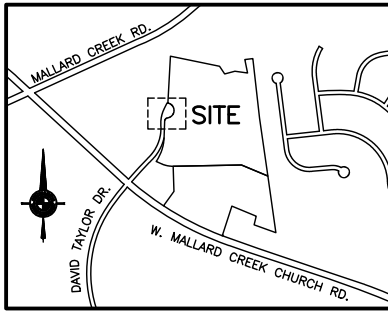 MALLARD CREEK RD.
SITE
DAVID TAYLOR DR.
W. MALLARD CREEK CHURCH RD.